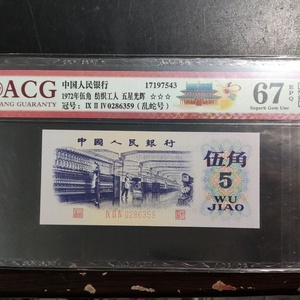 ACG
GUARANTY
中国人民银行 17197543
1972年伍角 纺织工人 五星光辉 ☆☆☆
冠号: IX II IV 0286359 (乱蛇号)
67
EPQ
Superb Gem Unc
中国人民银行
伍角
5
WU
JIAO
IX II IV 0286359